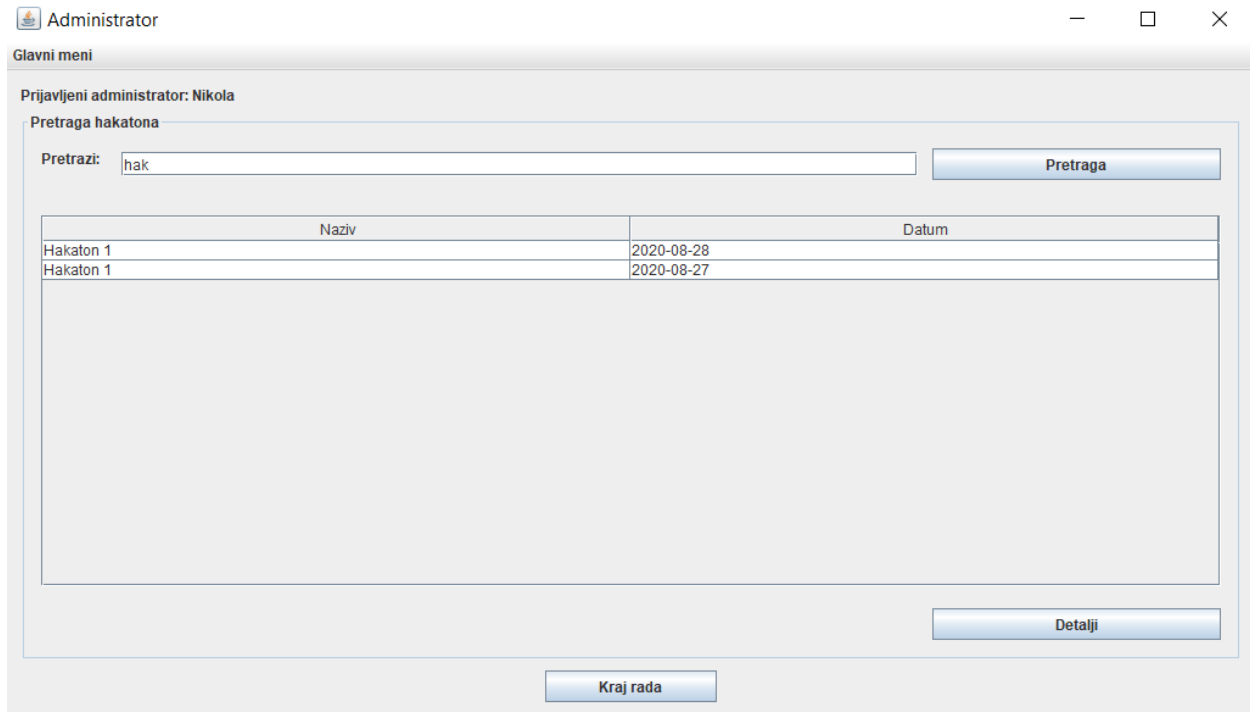 Administrator
Glavni meni
Prijavljeni administrator: Nikola
Pretraga hakatona
Pretrazi: hak Pretraga
Naziv Datum
Hakaton 1 2020-08-28
Hakaton 1 2020-08-27
Detalji
Kraj rada